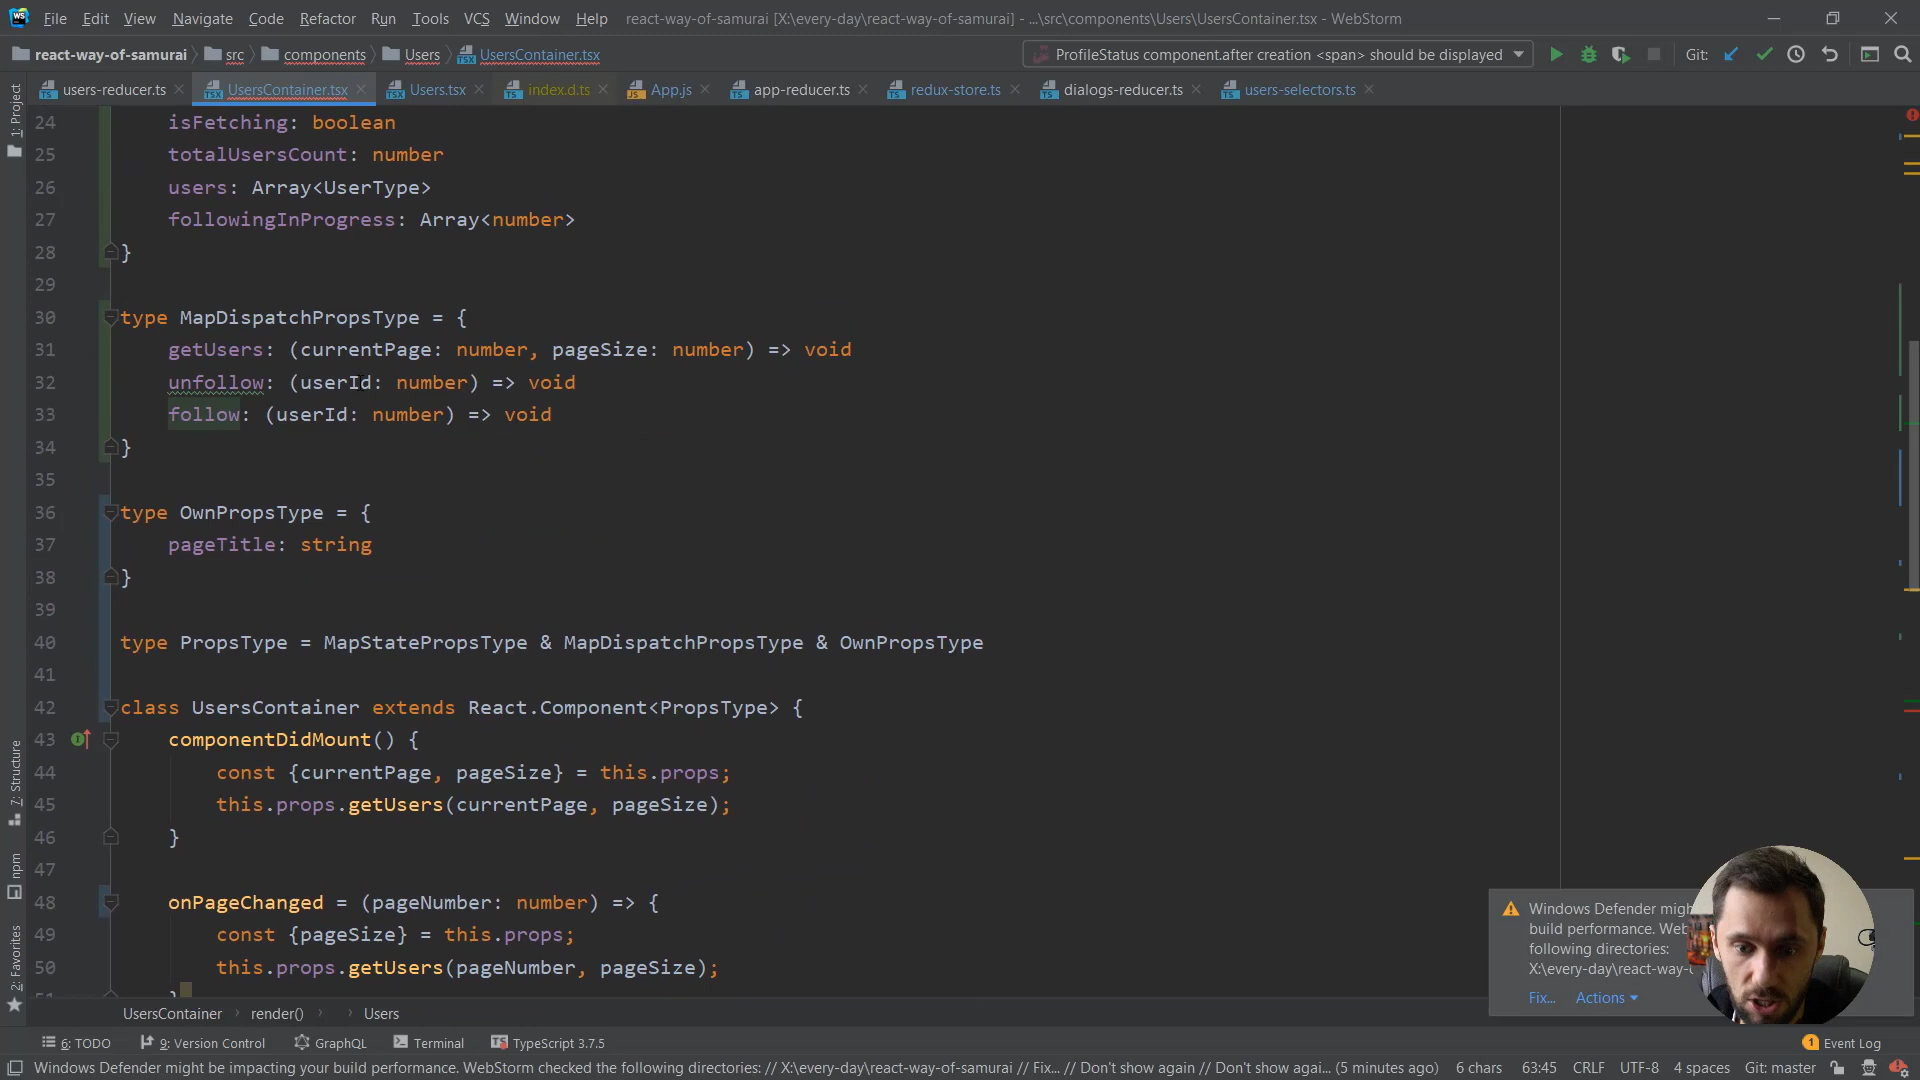 File Edit View Navigate Code Refactor Run Tools VCS Window Help react-way-of-samurai [X:\every-day\react-way-of-samurai] - ...\src\components\Users\UsersContainer.tsx - WebStorm
react-way-of-samurai src components Users UsersContainer.tsx ProfileStatus component.after creation <span> should be displayed Git:
users-reducer.ts UsersContainer.tsx Users.tsx index.d.ts App.js app-reducer.ts redux-store.ts dialogs-reducer.ts users-selectors.ts
1: Project
7: Structure
npm
2: Favorites
24 isFetching: boolean
25 totalUsersCount: number
26 users: Array<UserType>
27 followingInProgress: Array<number>
28 }
29
30 type MapDispatchPropsType = {
31 getUsers: (currentPage: number, pageSize: number) => void
32 unfollow: (userId: number) => void
33 follow: (userId: number) => void
34 }
35
36 type OwnPropsType = {
37 pageTitle: string
38 }
39
40 type PropsType = MapStatePropsType & MapDispatchPropsType & OwnPropsType
41
42 class UsersContainer extends React.Component<PropsType> {
43 componentDidMount() {
44 const {currentPage, pageSize} = this.props;
45 this.props.getUsers(currentPage, pageSize);
46 }
47
48 onPageChanged = (pageNumber: number) => {
49 const {pageSize} = this.props;
50 this.props.getUsers(pageNumber, pageSize);
Windows Defender
build performance.
following directories:
X:\every-day\react-way-
Fix... Actions
UsersContainer render() Users
6: TODO 9: Version Control GraphQL Terminal TypeScript 3.7.5 1 Event Log
Windows Defender might be impacting your build performance. WebStorm checked the following directories: // X:\every-day\react-way-of-samurai // Fix... // Don't show again // Don't show agai... (5 minutes ago) 6 chars 63:45 CRLF UTF-8 4 spaces Git: master